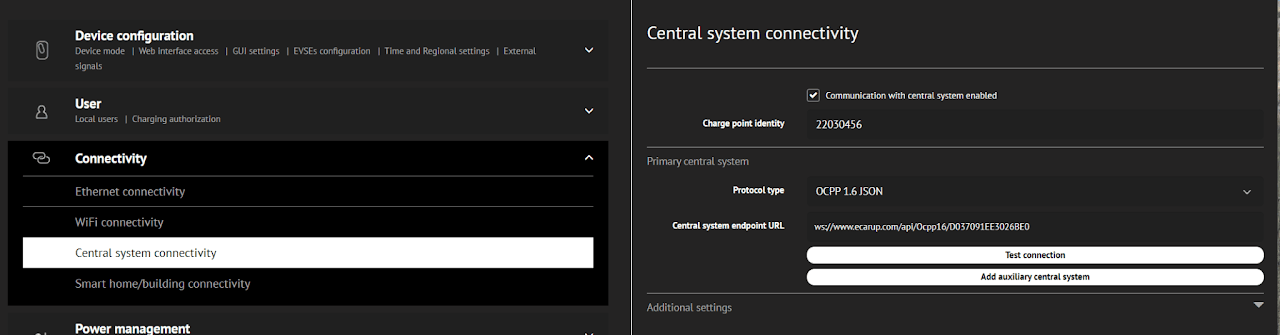 Device configuration
Device mode | Web Interface access | GUI settings | EVSEs configuration | Time and Regional settings | External
signals
User
Local users | Charging authorization
Connectivity
Ethernet connectivity
WiFi connectivity
Central system connectivity
Smart home/building connectivity
Power management
Central system connectivity
Communication with central system enabled
Charge point identity 22030456
Primary central system
Protocol type OCPP 1.6 JSON
Central system endpoint URL ws://www.ecarup.com/api/Ocpp16/D037091EE3026BE0
Test connection
Add auxiliary central system
Additional settings